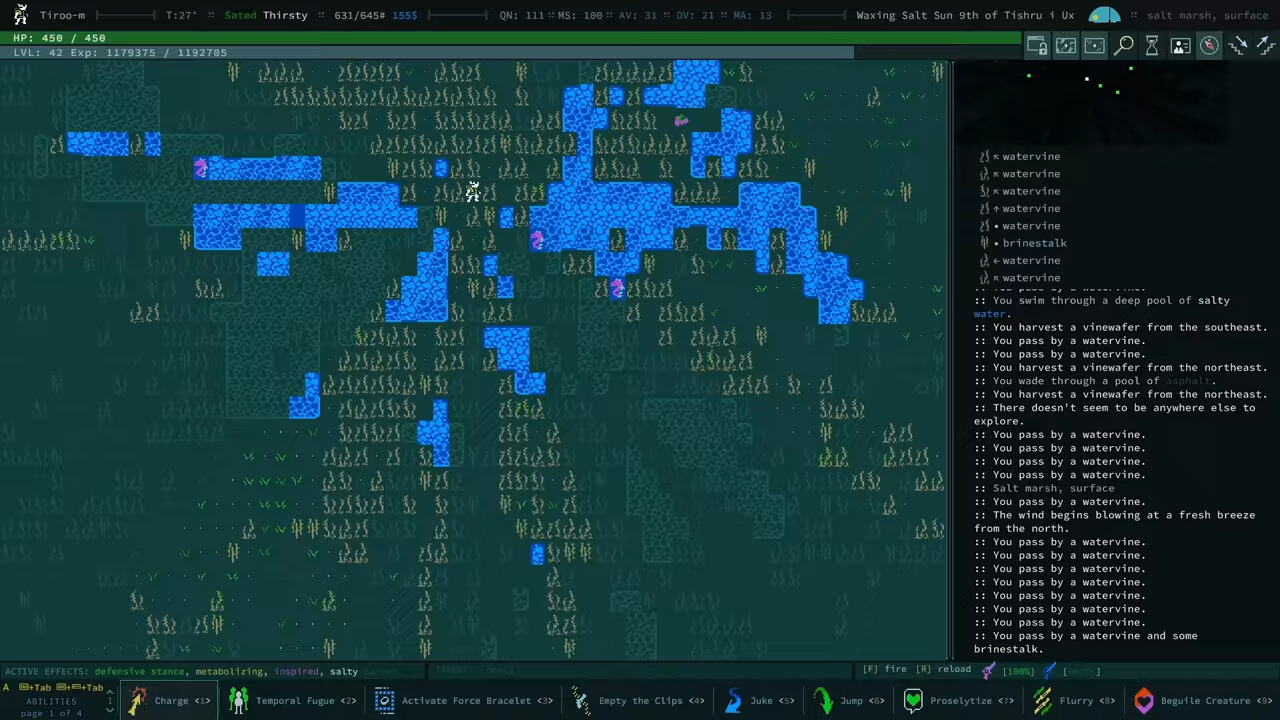 Tiroo-m T:27° Sated Thirsty 631/645# 155$ QN: 111 MS: 100 AV: 31 DV: 21 MA: 13 Waxing Salt Sun 9th of Tishru i Ux salt marsh, surface
HP: 450 / 450
LVL: 42 Exp: 1179375 / 1192705
watervine
watervine
watervine
watervine
watervine
brinestalk
watervine
watervine
:: You swim through a deep pool of salty
water.
:: You harvest a vinewafer from the southeast.
:: You pass by a watervine.
:: You pass by a watervine.
:: You harvest a vinewafer from the northeast.
:: You wade through a pool of asphalt.
:: You harvest a vinewafer from the northeast.
:: There doesn't seem to be anywhere else to
explore.
:: You pass by a watervine.
:: You pass by a watervine.
:: You pass by a watervine.
:: You pass by a watervine.
:: Salt marsh, surface
:: You pass by a watervine.
:: The wind begins blowing at a fresh breeze
from the north.
:: You pass by a watervine.
:: You pass by a watervine.
:: You pass by a watervine.
:: You pass by a watervine.
:: You pass by a watervine.
:: You pass by a watervine.
:: You pass by a watervine.
:: You pass by a watervine and some
brinestalk.
ACTIVE EFFECTS: defensive stance, metabolizing, inspired, salty
[F] fire [R] reload [100%] [empty]
A +Tab +Tab
ABILITIES 1
page 1 of 4
Charge <1> Temporal Fugue <2> Activate Force Bracelet <3> Empty the Clips <4> Juke <5> Jump <6> Proselytize <7> Flurry <8> Beguile Creature <9>